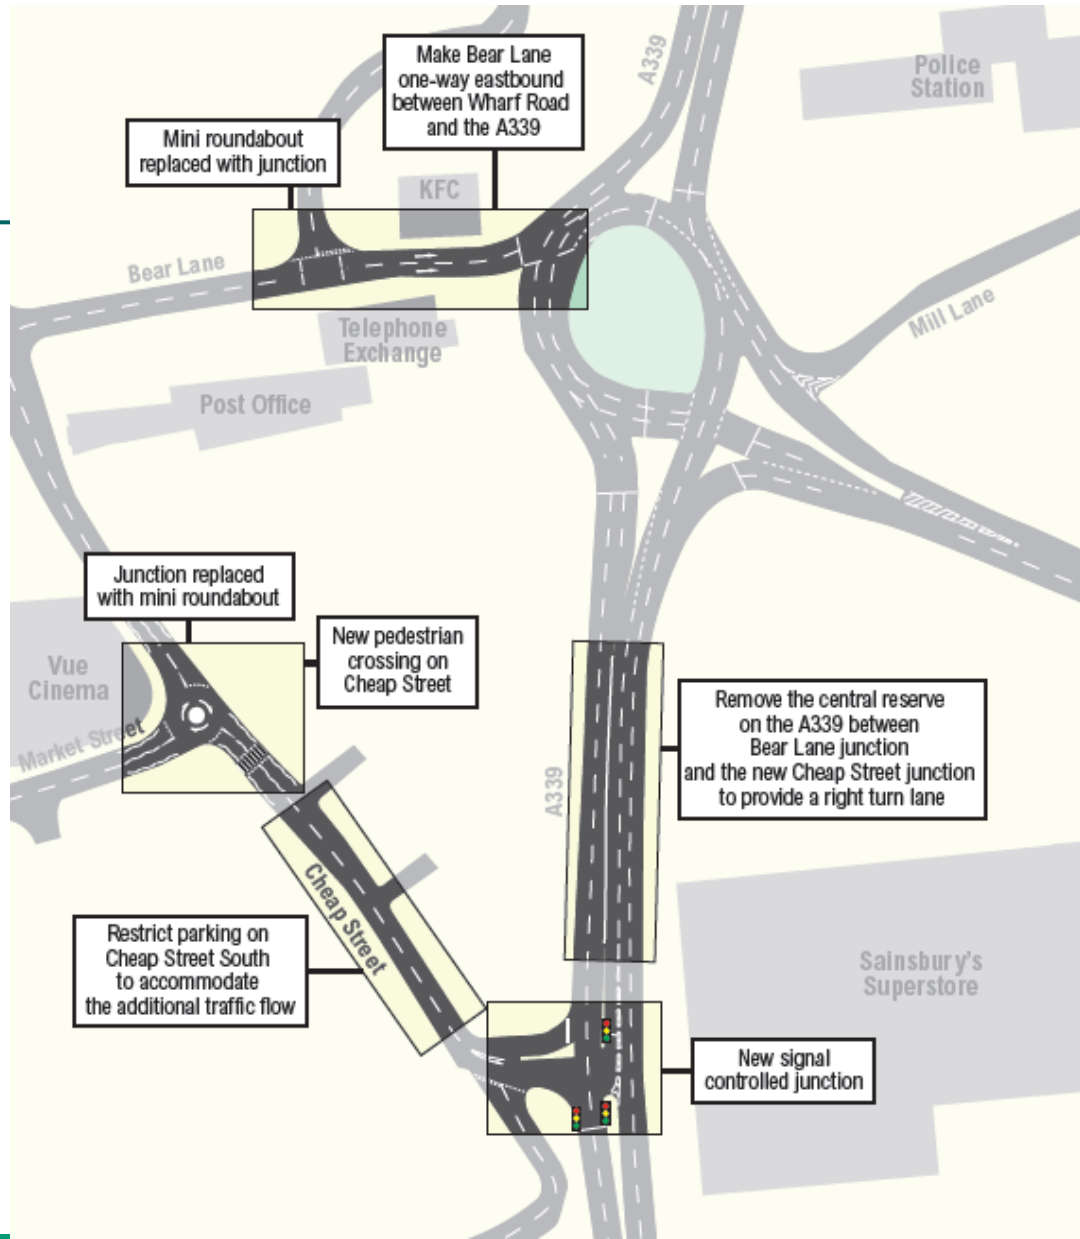 Make Bear Lane
one-way eastbound
between Wharf Road
and the A339
A339
Police
Station
Mini roundabout
replaced with junction
KFC
Bear Lane
Mill Lane
Telephone
Exchange
Post Office
Junction replaced
with mini roundabout
New pedestrian
crossing on
Cheap Street
Vue
Cinema
Market Street
Remove the central reserve
on the A339 between
Bear Lane junction
and the new Cheap Street junction
to provide a right turn lane
A339
Cheap Street
Restrict parking on
Cheap Street South
to accommodate
the additional traffic flow
Sainsbury's
Superstore
New signal
controlled junction